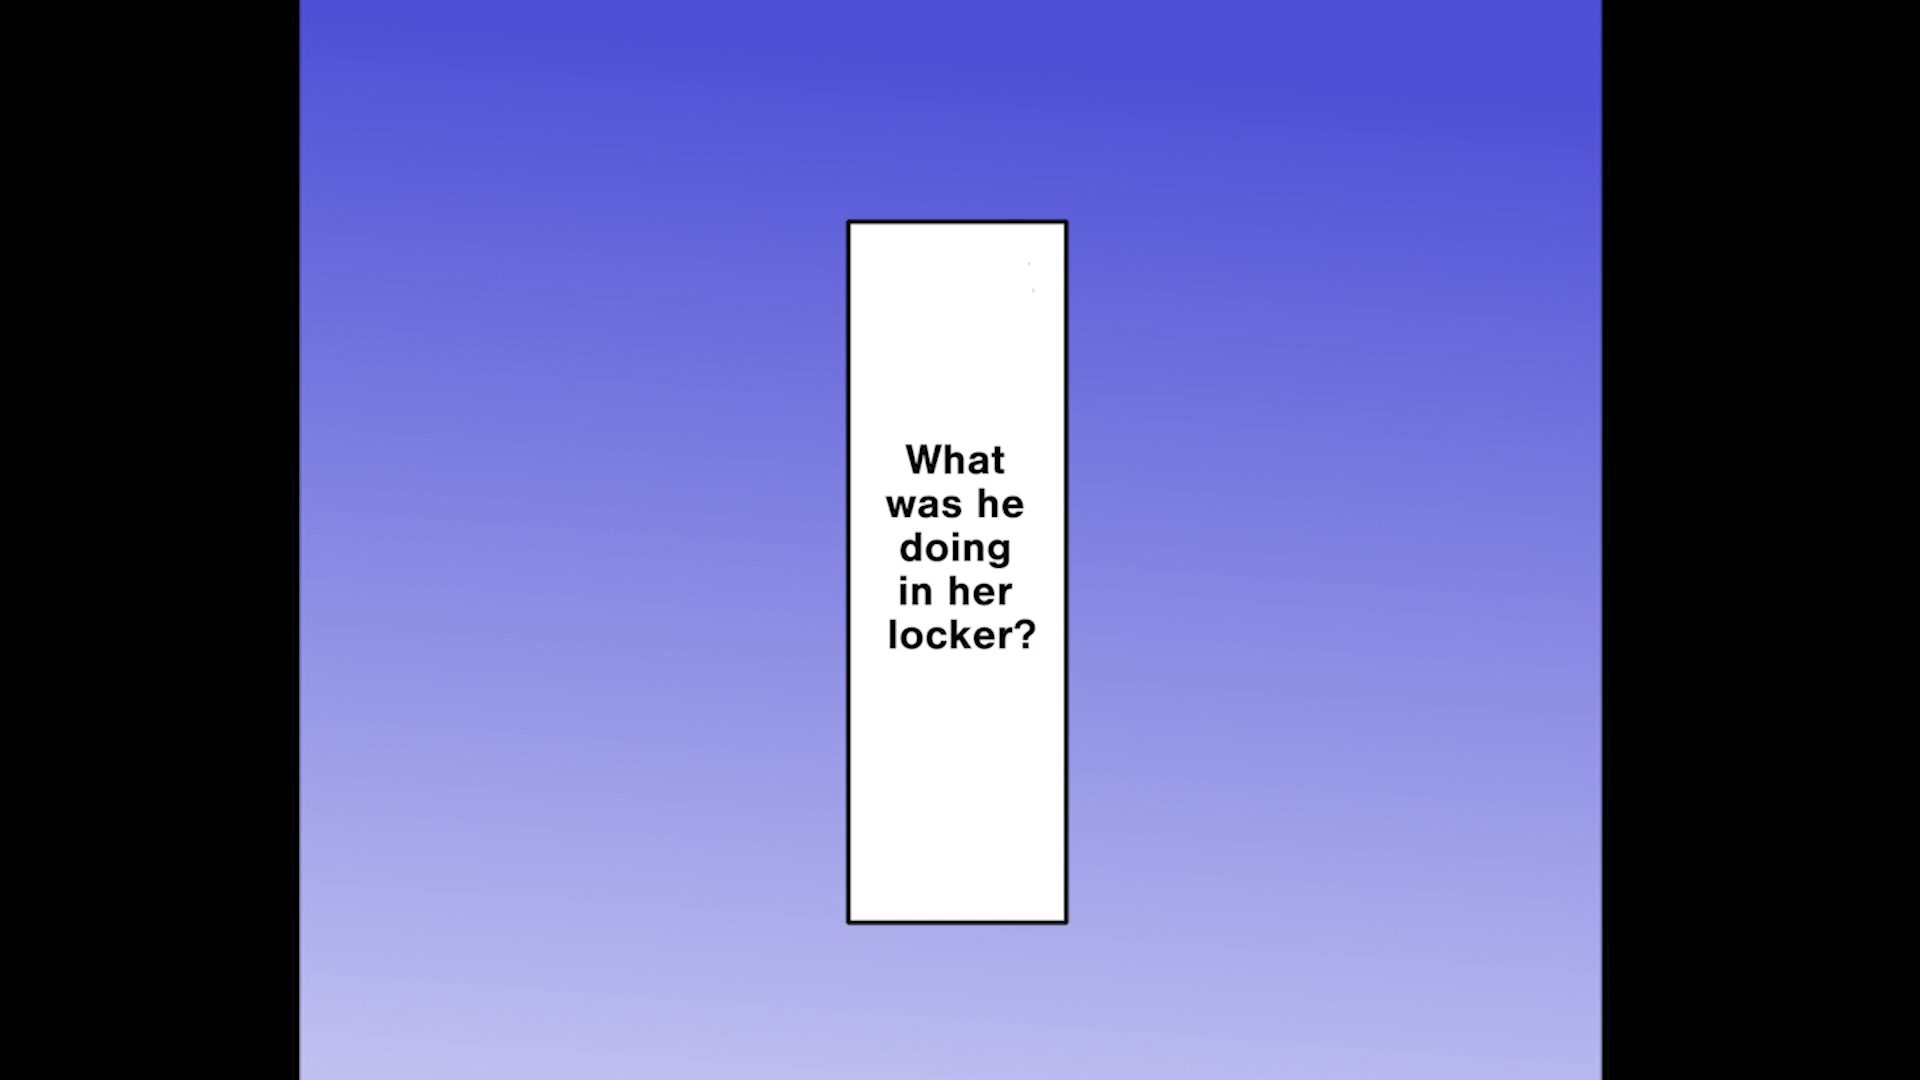 What
was he
doing
in her
locker?